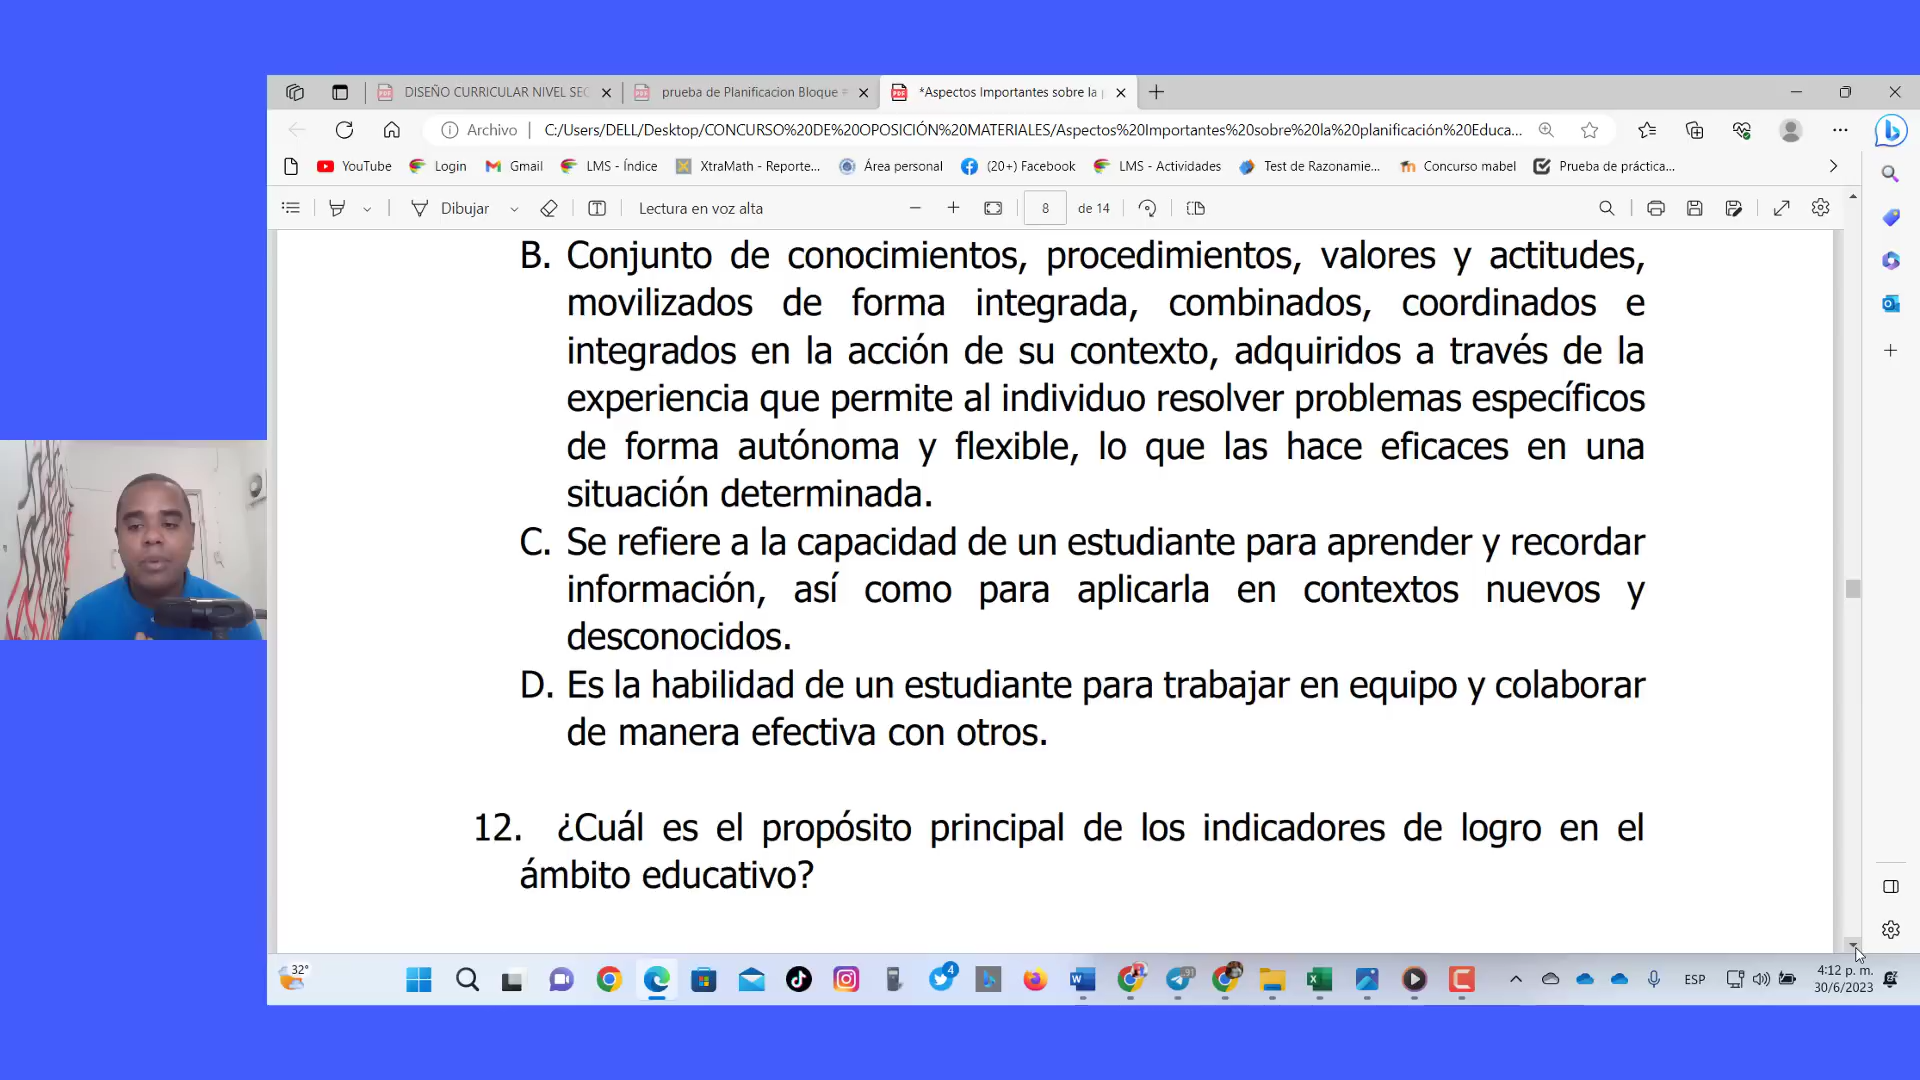 DISEÑO CURRICULAR NIVEL SEC
prueba de Planificacion Bloque
*Aspectos Importantes sobre la
Archivo
C:/Users/DELL/Desktop/CONCURSO%20DE%20OPOSICIÓN%20MATERIALES/Aspectos%20Importantes%20sobre%20la%20planificación%20Educa...
YouTube
Login
Gmail
LMS - Índice
XtraMath - Reporte...
Área personal
(20+) Facebook
LMS - Actividades
Test de Razonamie...
Concurso mabel
Prueba de práctica...
Dibujar
Lectura en voz alta
8
de 14
B. Conjunto de conocimientos, procedimientos, valores y actitudes,
movilizados de forma integrada, combinados, coordinados e
integrados en la acción de su contexto, adquiridos a través de la
experiencia que permite al individuo resolver problemas específicos
de forma autónoma y flexible, lo que las hace eficaces en una
situación determinada.
C. Se refiere a la capacidad de un estudiante para aprender y recordar
información, así como para aplicarla en contextos nuevos y
desconocidos.
D. Es la habilidad de un estudiante para trabajar en equipo y colaborar
de manera efectiva con otros.
12. ¿Cuál es el propósito principal de los indicadores de logro en el
ámbito educativo?
32°
4
91
ESP
4:12 p. m.
30/6/2023